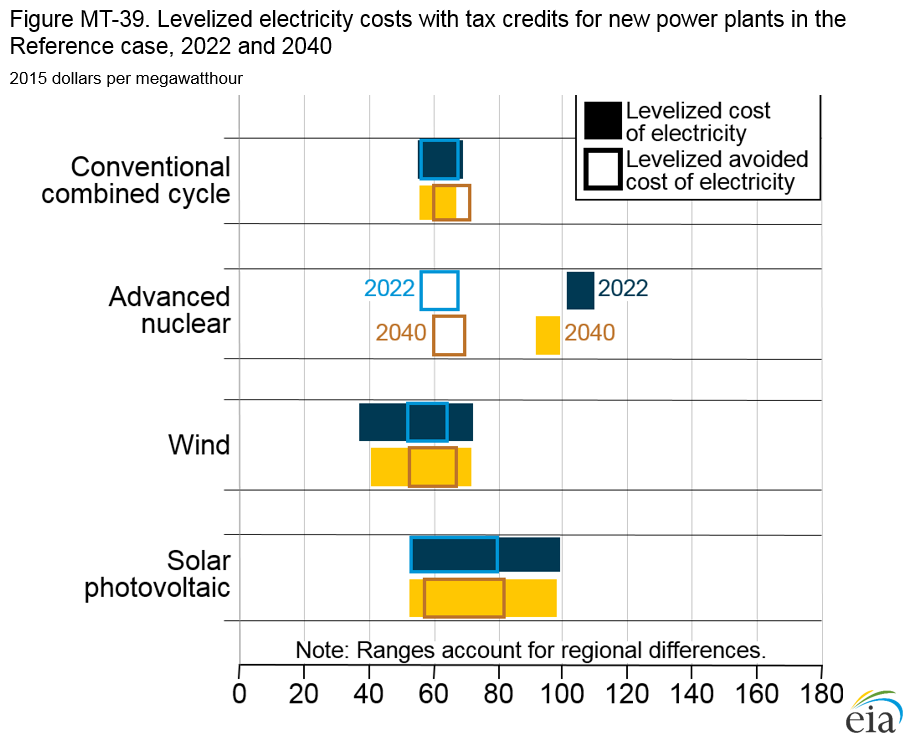 Figure MT-39. Levelized electricity costs with tax credits for new power plants in the
Reference case, 2022 and 2040
2015 dollars per megawatthour
Levelized cost
of electricity
Levelized avoided
cost of electricity
Conventional
combined cycle
Advanced
nuclear
2022
2022
2040
2040
Wind
Solar
photovoltaic
Note: Ranges account for regional differences.
0 20 40 60 80 100 120 140 160 180
eia